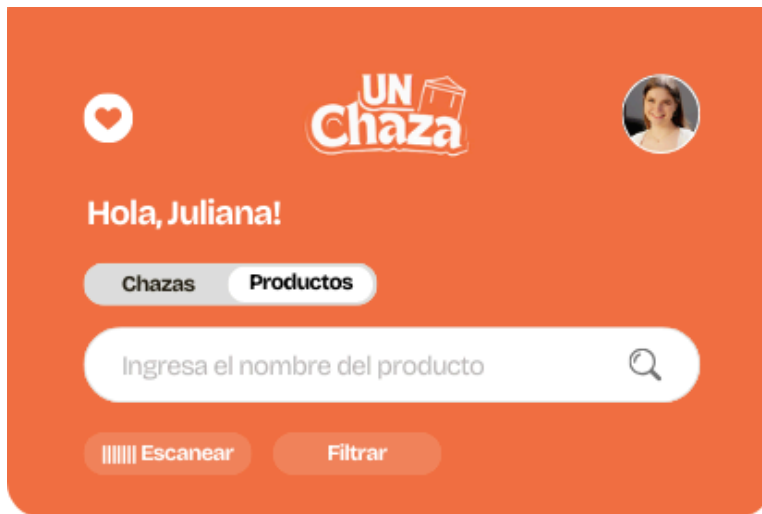 UN
Chaza
Hola, Juliana!
Chazas Productos
Ingresa el nombre del producto
Escanear Filtrar